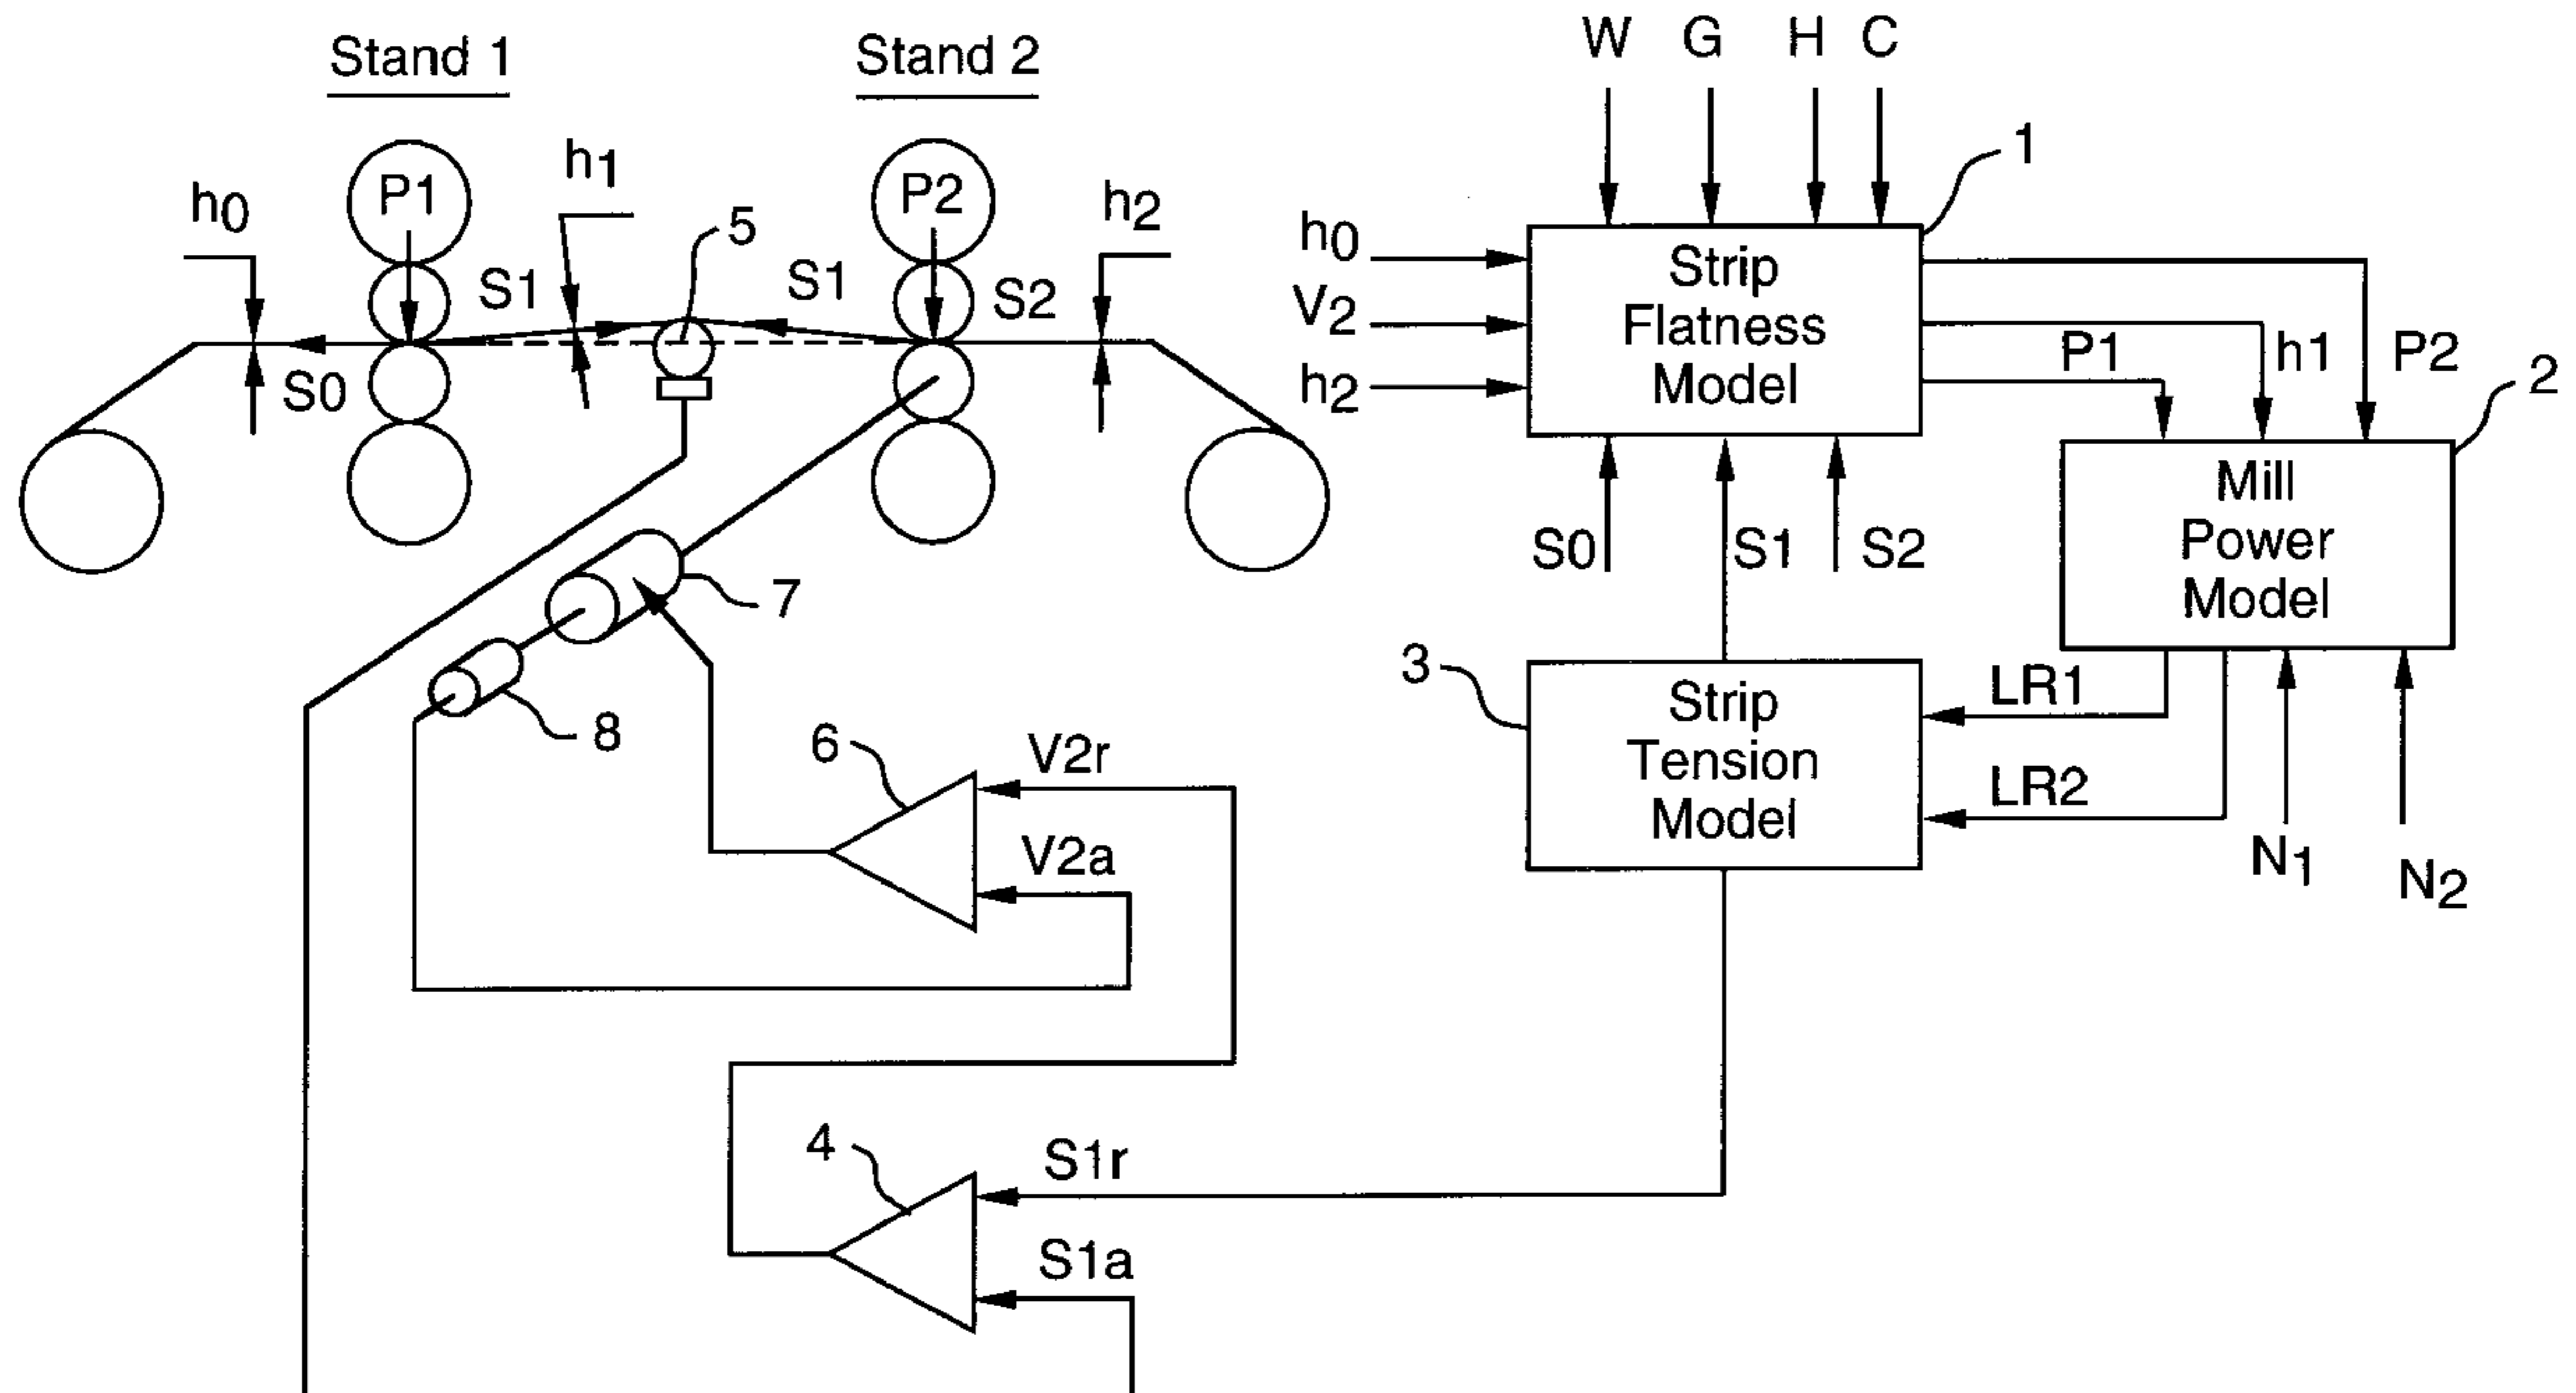 Stand 1
Stand 2
W G H C
h0
P1
h1
5
P2
h2
S1
S1
S2
S0
1
h0
V2
h2
Strip
Flatness
Model
P1
h1
P2
2
S0
S1
S2
Mill
Power
Model
7
8
3
Strip
Tension
Model
LR1
LR2
N1
N2
6
V2r
V2a
4
S1r
S1a